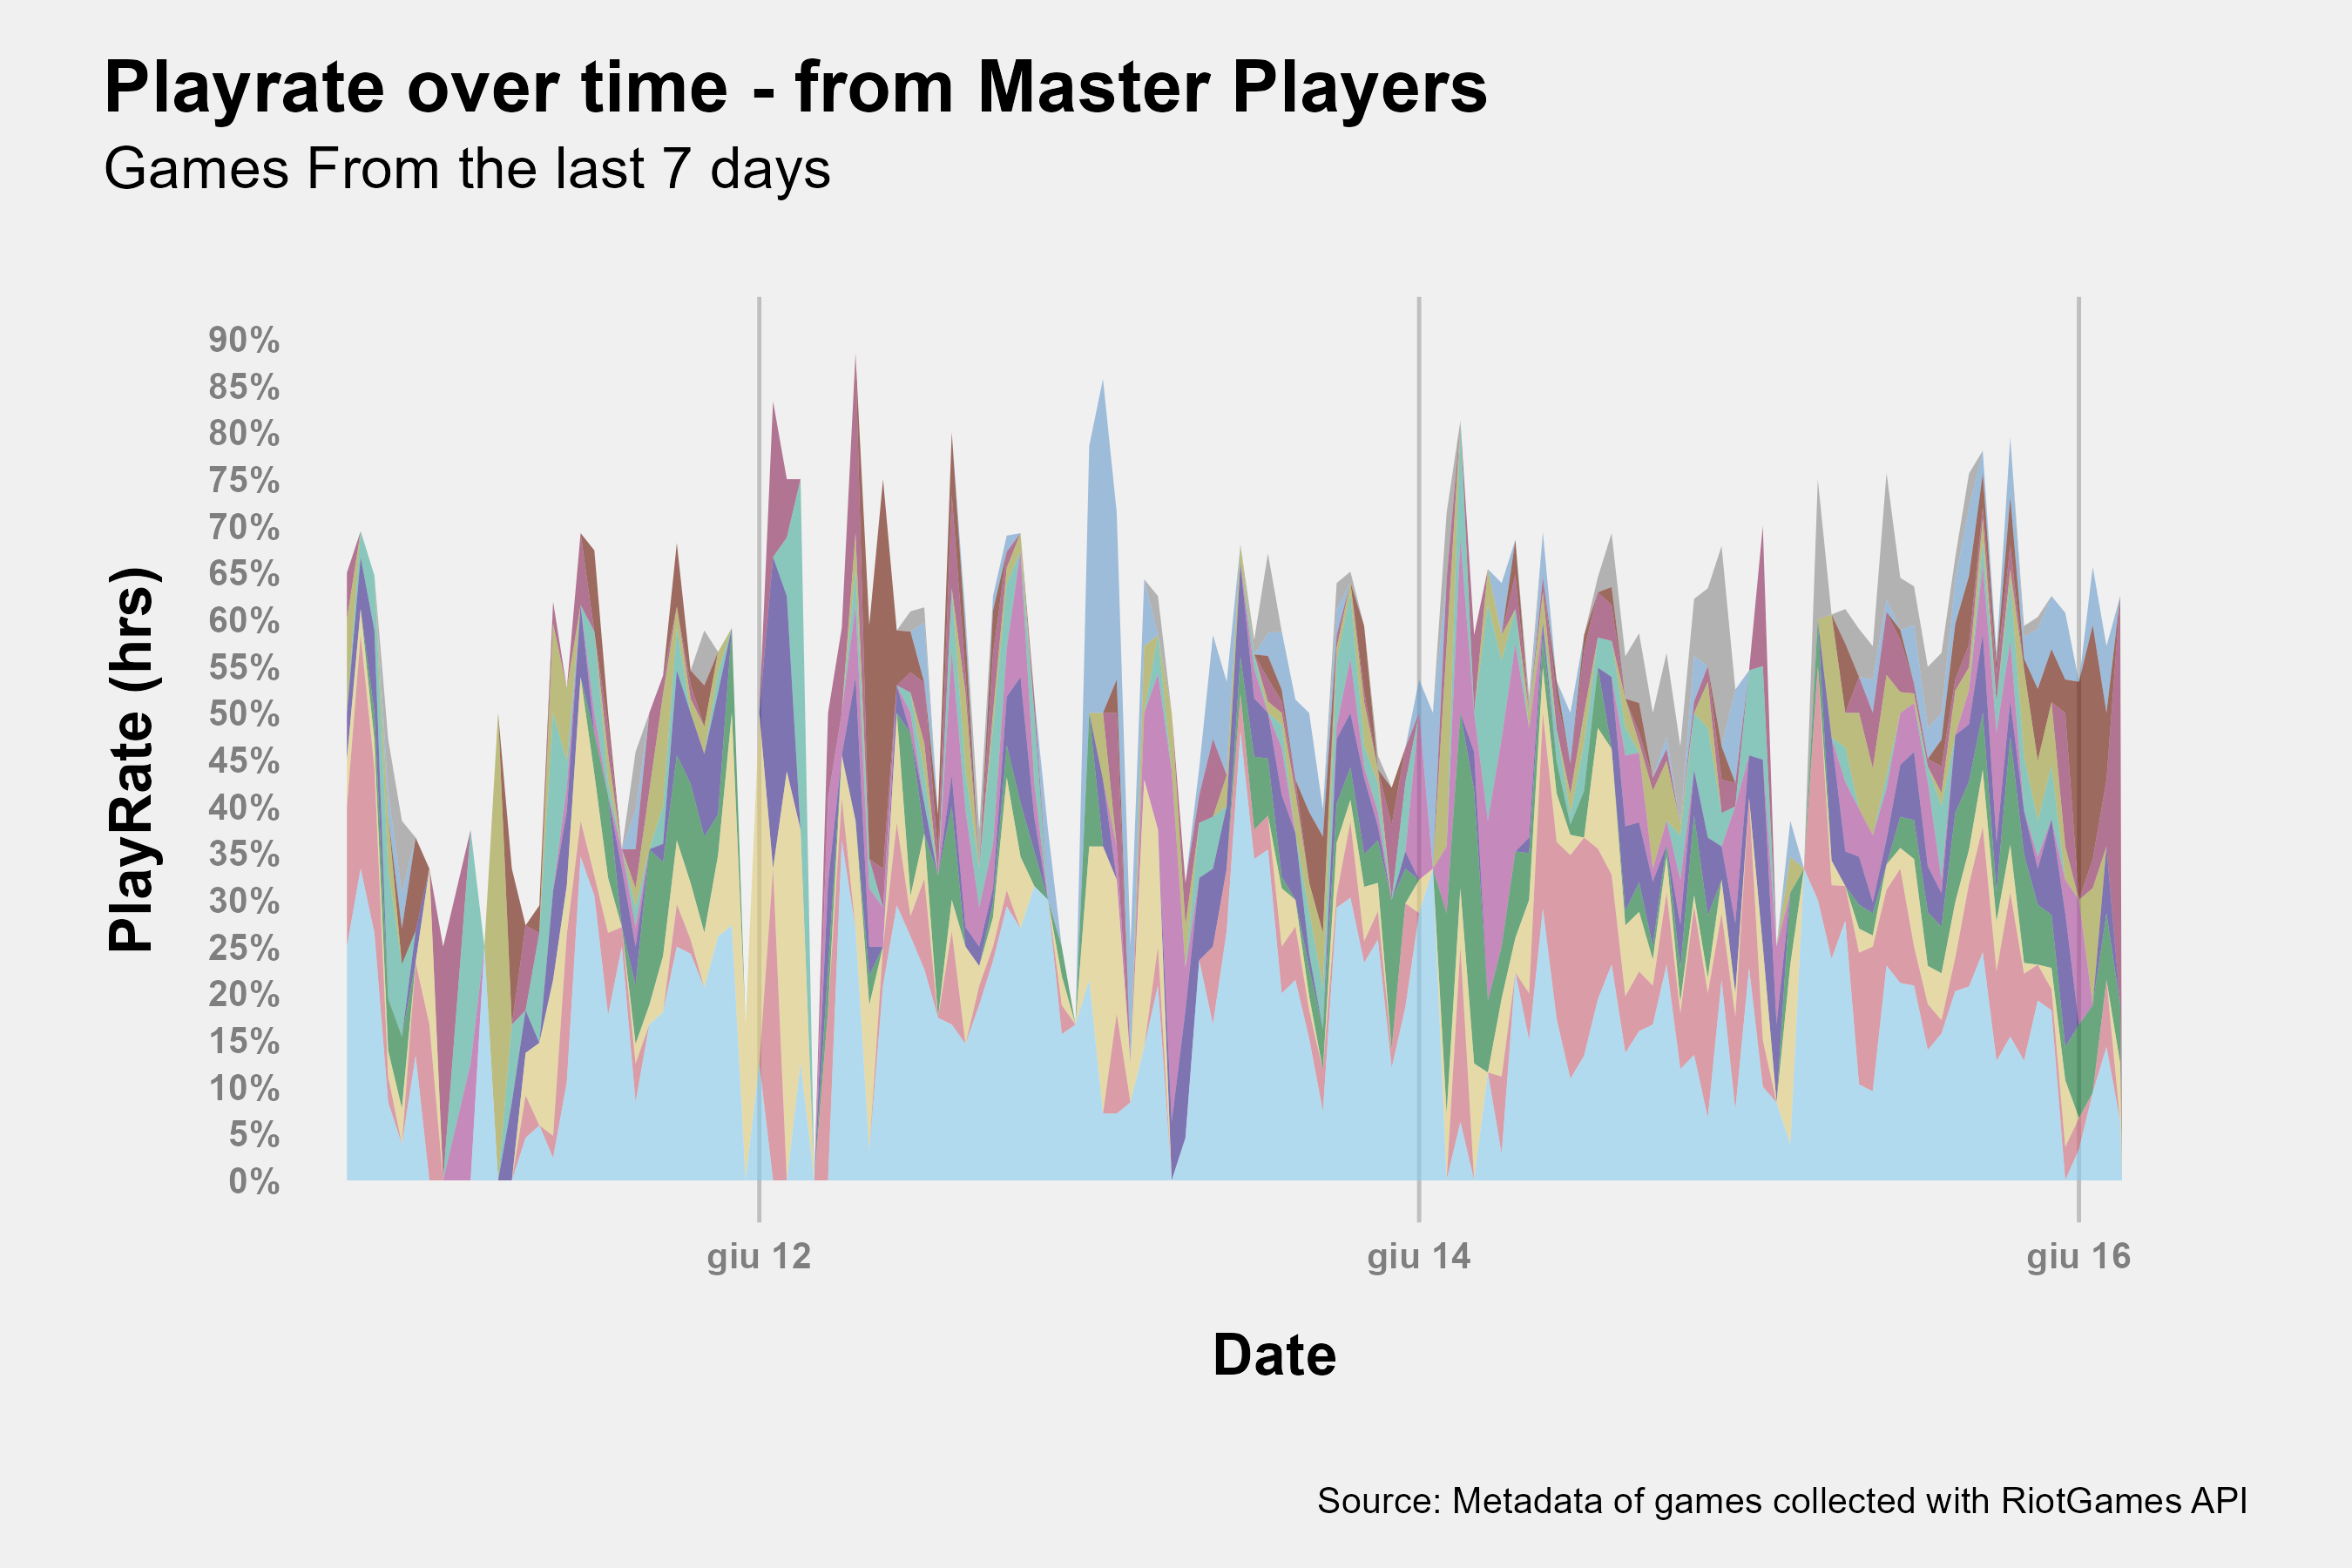 Playrate over time - from Master Players
Games From the last 7 days
PlayRate (hrs)
90%
85%
80%
75%
70%
65%
60%
55%
50%
45%
40%
35%
30%
25%
20%
15%
10%
5%
0%
giu 12
giu 14
giu 16
Date
Source: Metadata of games collected with RiotGames API